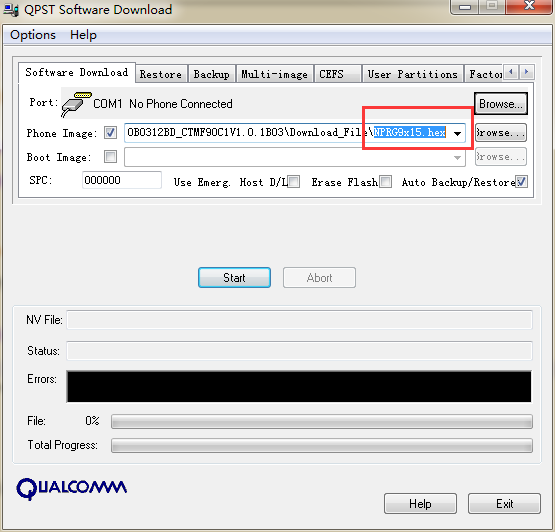 QPST Software Download
Options Help
Software Download Restore Backup Multi-image CEFS User Partitions Factor
Port: COM1 No Phone Connected Browse...
Phone Image: OBO312BD_CTMF90C1V1.0.1B03\Download_File\NPRG9x15.hex Browse...
Boot Image: Browse...
SPC: 000000 Use Emerg. Host D/L Erase Flash Auto Backup/Restore
Start Abort
NV File:
Status:
Errors:
File: 0%
Total Progress:
QUALCOMM
Help Exit